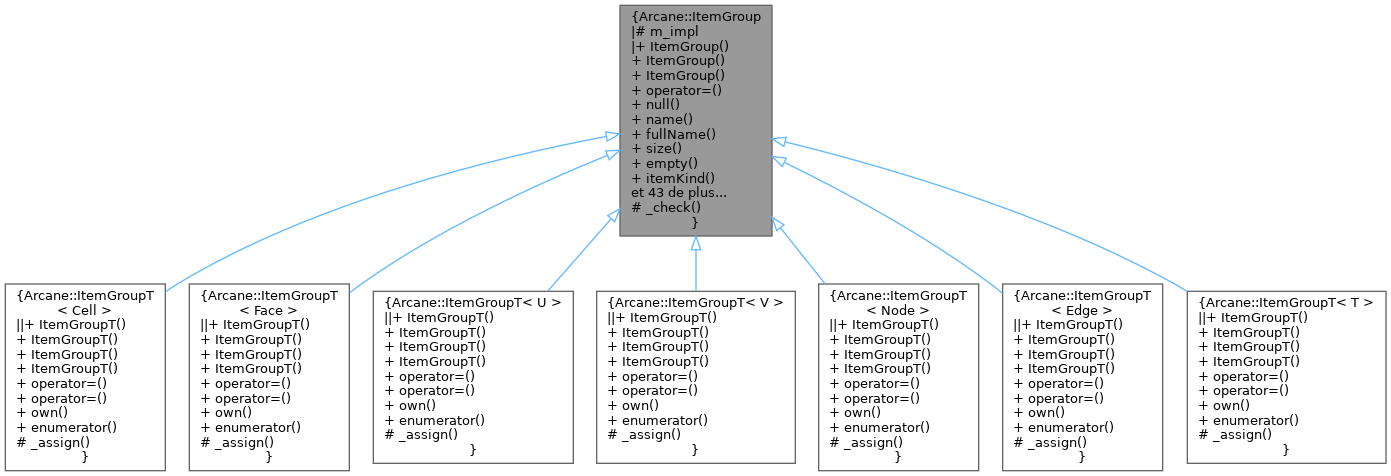 {Arcane::ItemGroup
|# m_impl
|+ ItemGroup()
+ ItemGroup()
+ ItemGroup()
+ operator=()
+ null()
+ name()
+ fullName()
+ size()
+ empty()
+ itemKind()
et 43 de plus...
# _check()
}
{Arcane::ItemGroupT
< Cell >
||+ ItemGroupT()
+ ItemGroupT()
+ ItemGroupT()
+ ItemGroupT()
+ operator=()
+ operator=()
+ own()
+ enumerator()
# _assign()
}
{Arcane::ItemGroupT
< Face >
||+ ItemGroupT()
+ ItemGroupT()
+ ItemGroupT()
+ ItemGroupT()
+ operator=()
+ operator=()
+ own()
+ enumerator()
# _assign()
}
{Arcane::ItemGroupT< U >
||+ ItemGroupT()
+ ItemGroupT()
+ ItemGroupT()
+ ItemGroupT()
+ operator=()
+ operator=()
+ own()
+ enumerator()
# _assign()
}
{Arcane::ItemGroupT< V >
||+ ItemGroupT()
+ ItemGroupT()
+ ItemGroupT()
+ ItemGroupT()
+ operator=()
+ operator=()
+ own()
+ enumerator()
# _assign()
}
{Arcane::ItemGroupT
< Node >
||+ ItemGroupT()
+ ItemGroupT()
+ ItemGroupT()
+ ItemGroupT()
+ operator=()
+ operator=()
+ own()
+ enumerator()
# _assign()
}
{Arcane::ItemGroupT
< Edge >
||+ ItemGroupT()
+ ItemGroupT()
+ ItemGroupT()
+ ItemGroupT()
+ operator=()
+ operator=()
+ own()
+ enumerator()
# _assign()
}
{Arcane::ItemGroupT< T >
||+ ItemGroupT()
+ ItemGroupT()
+ ItemGroupT()
+ ItemGroupT()
+ operator=()
+ operator=()
+ own()
+ enumerator()
# _assign()
}